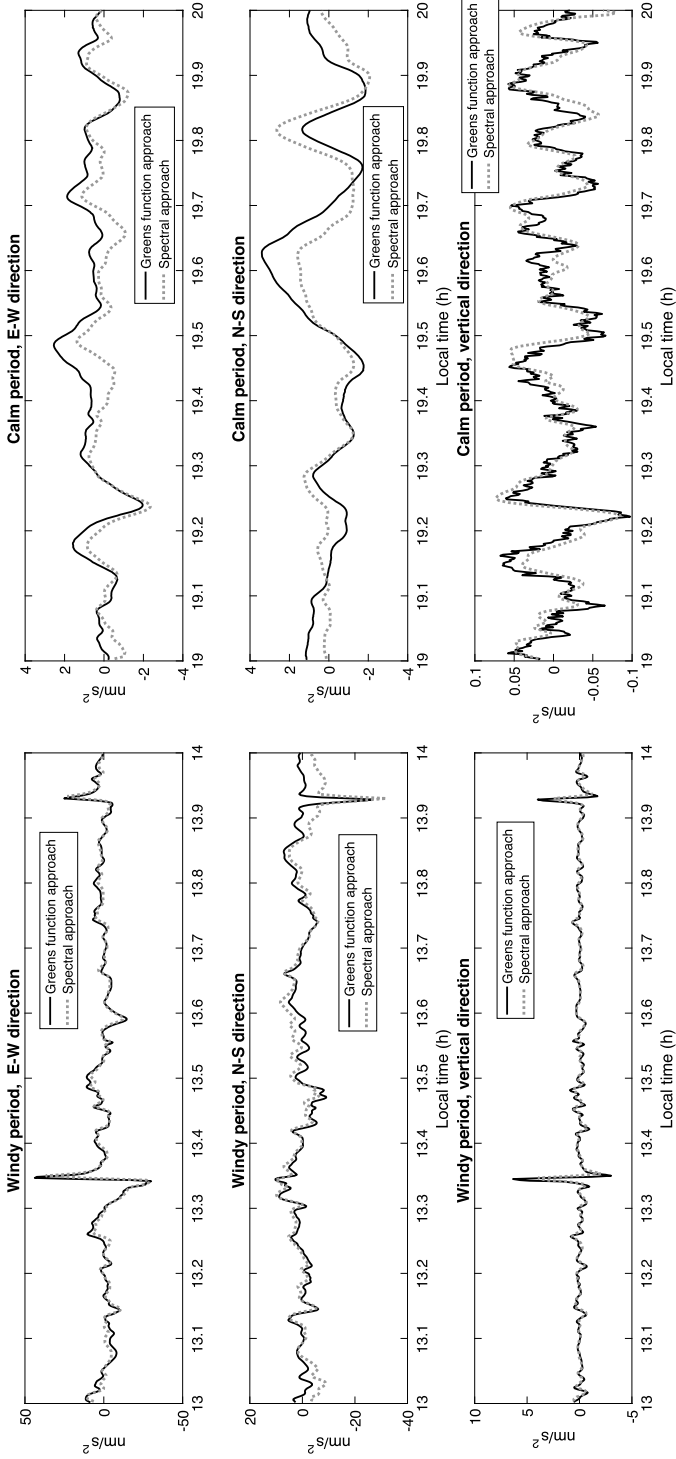 Windy period, E-W direction
50
0
-50
nm/s2
13 13.1 13.2 13.3 13.4 13.5 13.6 13.7 13.8 13.9 14
Greens function approach
Spectral approach
Calm period, E-W direction
4
2
0
-2
-4
nm/s2
19 19.1 19.2 19.3 19.4 19.5 19.6 19.7 19.8 19.9 20
Greens function approach
Spectral approach
Windy period, N-S direction
20
0
-20
-40
nm/s2
13 13.1 13.2 13.3 13.4 13.5 13.6 13.7 13.8 13.9 14
Local time (h)
Greens function approach
Spectral approach
Calm period, N-S direction
4
2
0
-2
-4
nm/s2
19 19.1 19.2 19.3 19.4 19.5 19.6 19.7 19.8 19.9 20
Local time (h)
Greens function approach
Spectral approach
Windy period, vertical direction
10
5
0
-5
nm/s2
13 13.1 13.2 13.3 13.4 13.5 13.6 13.7 13.8 13.9 14
Local time (h)
Greens function approach
Spectral approach
Calm period, vertical direction
0.1
0.05
0
-0.05
-0.1
nm/s2
19 19.1 19.2 19.3 19.4 19.5 19.6 19.7 19.8 19.9 20
Local time (h)
Greens function approach
Spectral approach